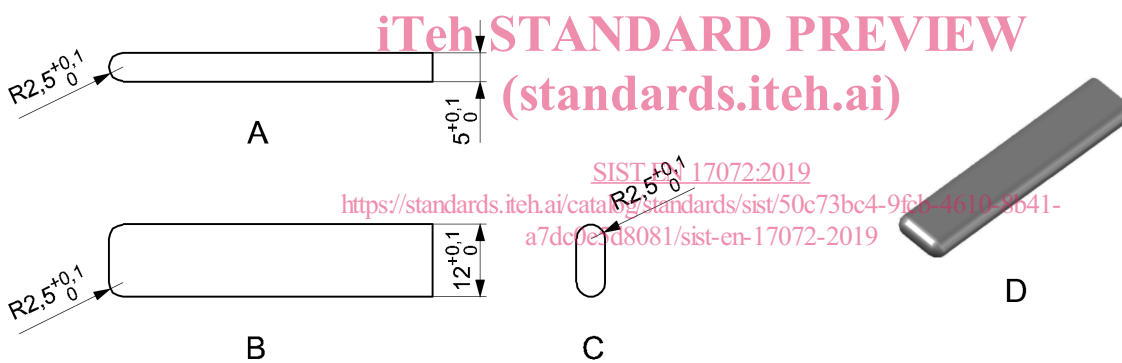 iTeh STANDARD PREVIEW
(standards.iteh.ai)
R2,5+0,1 0
5+0,1 0
A
SIST EN 17072:2019
https://standards.iteh.ai/catalog/standards/sist/50c73bc4-9fcb-4610-8b41-
a7dc0e5d8081/sist-en-17072-2019
R2,5+0,1 0
12+0,1 0
R2,5+0,1 0
B
C
D